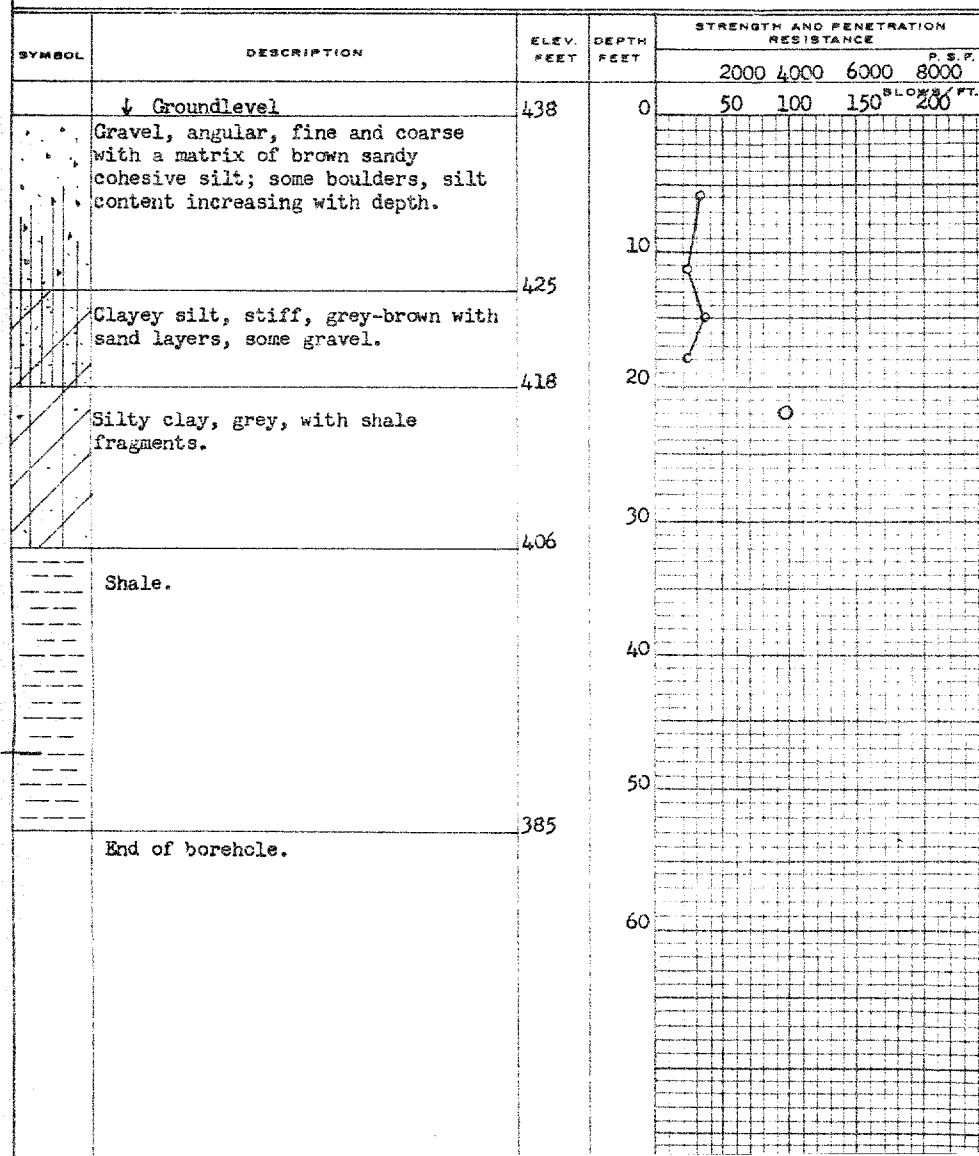 SYMBOL
DESCRIPTION
ELEV. FEET
DEPTH FEET
STRENGTH AND PENETRATION RESISTANCE
P. S. F.
2000 4000 6000 8000
BLOWS/FT.
50 100 150 200
↓ Groundlevel
438
0
Gravel, angular, fine and coarse
with a matrix of brown sandy
cohesive silt; some boulders, silt
content increasing with depth.
10
425
Clayey silt, stiff, grey-brown with
sand layers, some gravel.
418
20
Silty clay, grey, with shale
fragments.
30
406
Shale.
40
50
385
End of borehole.
60